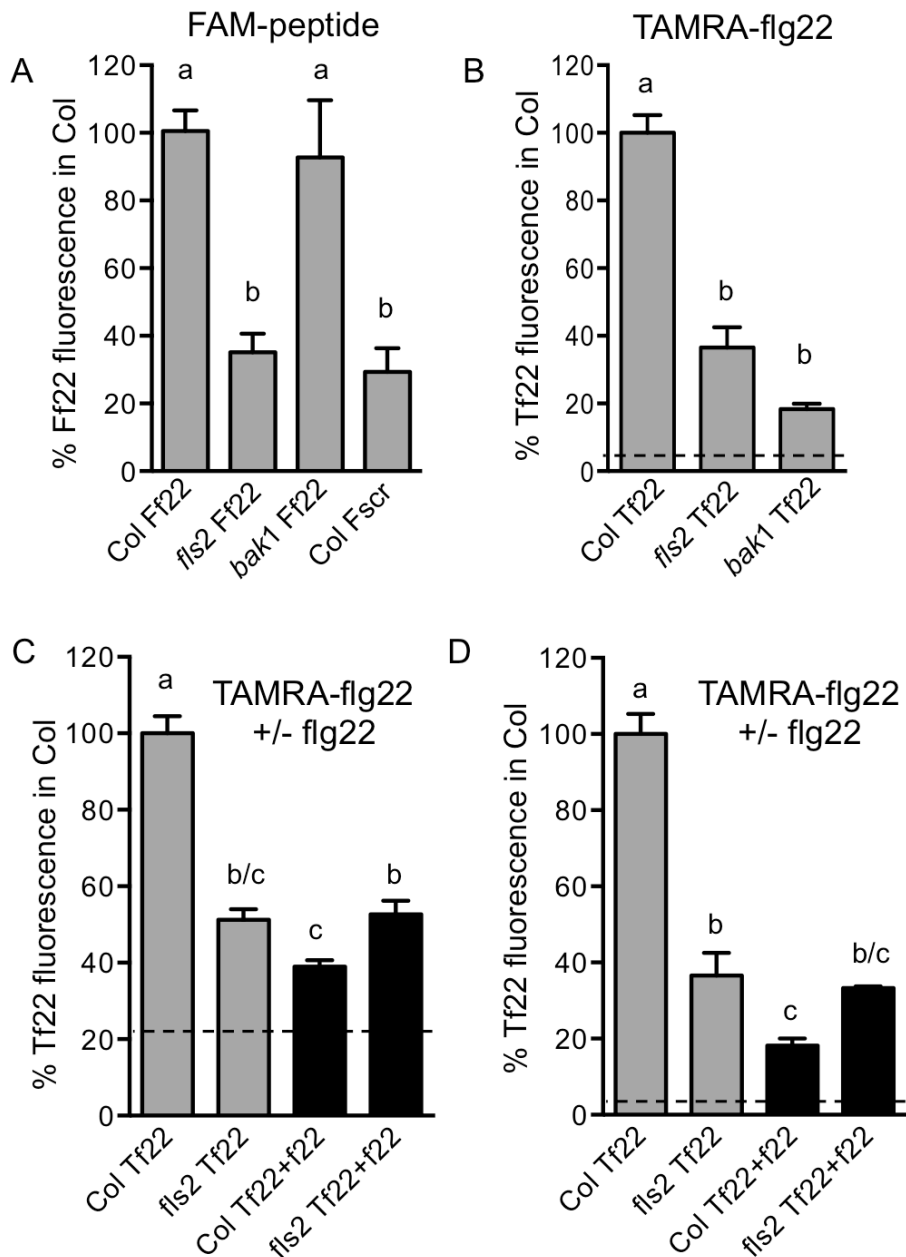 FAM-peptide
TAMRA-flg22
A
% Ff22 fluorescence in Col
120
100
80
60
40
20
0
a
b
a
b
Col Ff22
fls2 Ff22
bak1 Ff22
Col Fscr
B
% Tf22 fluorescence in Col
120
100
80
60
40
20
0
a
b
b
Col Tf22
fls2 Tf22
bak1 Tf22
C
TAMRA-flg22
+/- flg22
% Tf22 fluorescence in Col
120
100
80
60
40
20
0
a
b/c
c
b
Col Tf22
fls2 Tf22
Col Tf22+f22
fls2 Tf22+f22
D
TAMRA-flg22
+/- flg22
% Tf22 fluorescence in Col
120
100
80
60
40
20
0
a
b
c
b/c
Col Tf22
fls2 Tf22
Col Tf22+f22
fls2 Tf22+f22